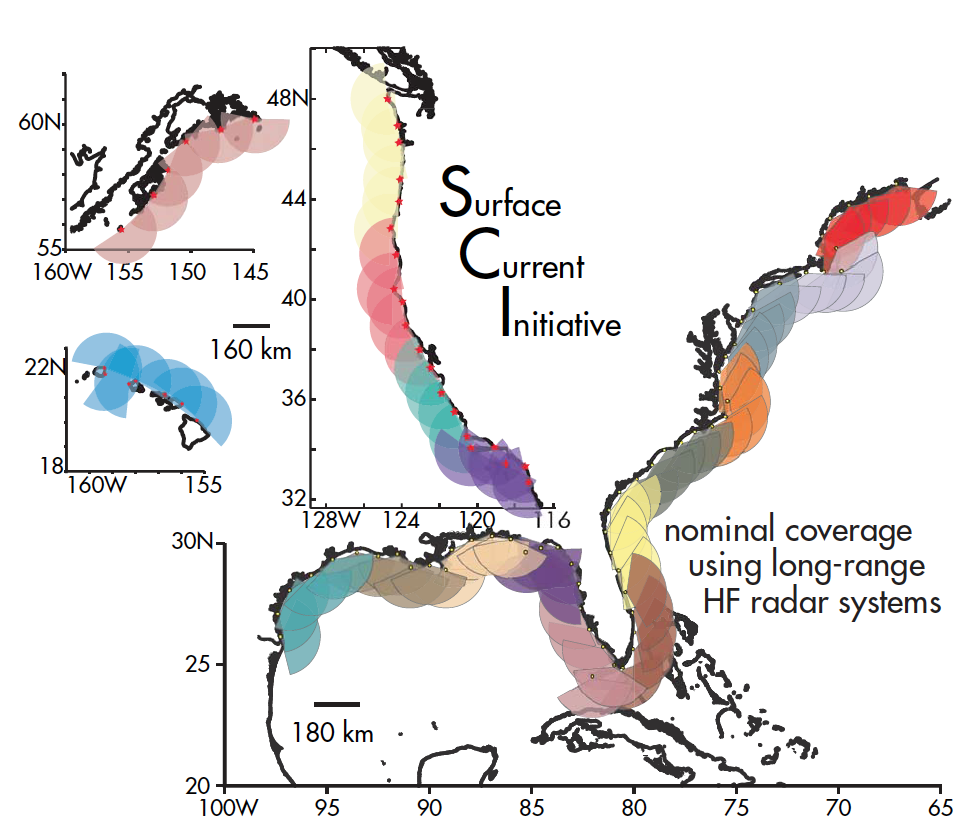 60N
55
160W 155 150 145
160 km
22N
18
160W 155
48N
44
40
36
32
128W 124 120 116
Surface
Current
Initiative
nominal coverage
using long-range
HF radar systems
30N
25
20
180 km
100W 95 90 85 80 75 70 65